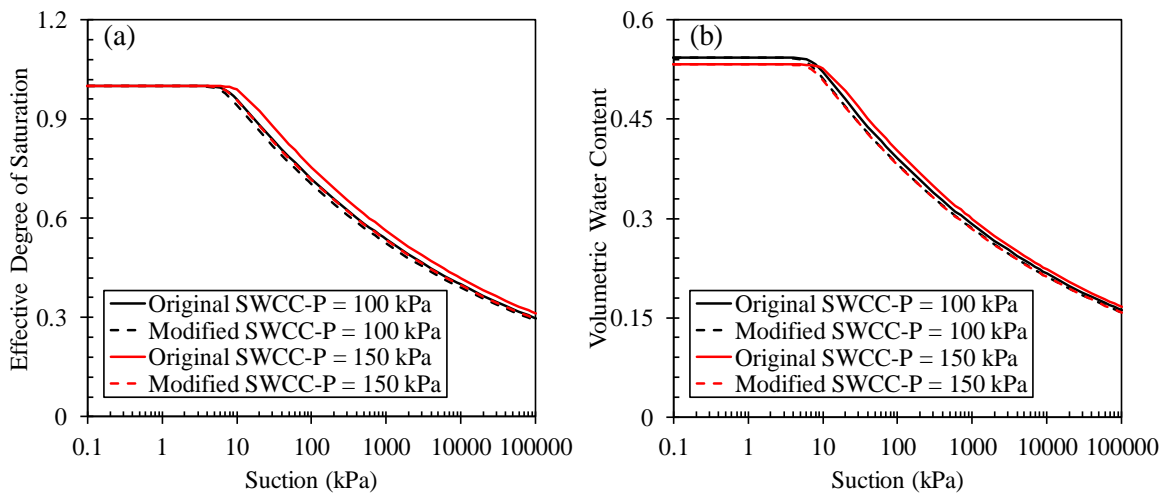 (a)
Effective Degree of Saturation
1.2
0.9
0.6
0.3
0
Original SWCC-P = 100 kPa
Modified SWCC-P = 100 kPa
Original SWCC-P = 150 kPa
Modified SWCC-P = 150 kPa
0.1 1 10 100 1000 10000 100000
Suction (kPa)
(b)
Volumetric Water Content
0.6
0.45
0.3
0.15
0
Original SWCC-P = 100 kPa
Modified SWCC-P = 100 kPa
Original SWCC-P = 150 kPa
Modified SWCC-P = 150 kPa
0.1 1 10 100 1000 10000 100000
Suction (kPa)